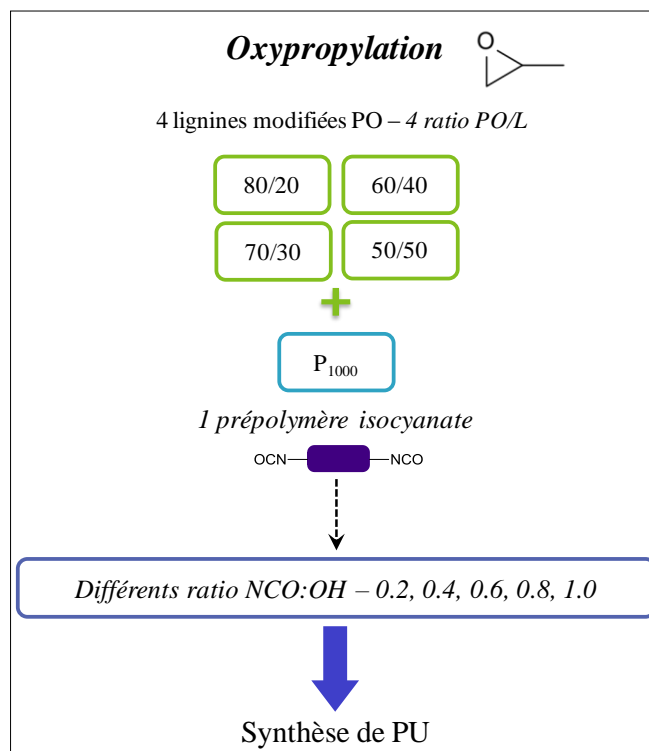 Oxypropylation
O
4 lignines modifiées PO – 4 ratio PO/L
80/20 60/40
70/30 50/50
+
P₁₀₀₀
1 prépolymère isocyanate
OCN NCO
Différents ratio NCO:OH – 0.2, 0.4, 0.6, 0.8, 1.0
Synthèse de PU